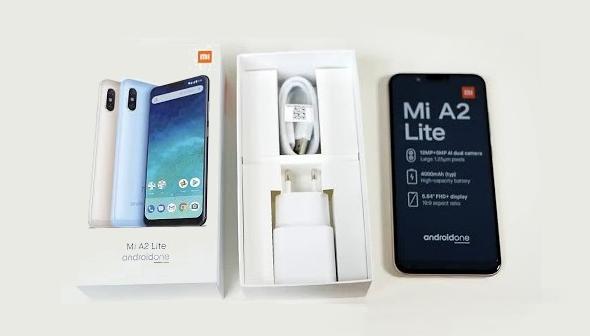 mi
Mi A2 Lite
androidone
mi
Mi A2
Lite
12MP+5MP AI dual camera
Large 1.25μm pixels
4000mAh (typ)
High-capacity battery
5.84" FHD+ display
19:9 aspect ratio
androidone